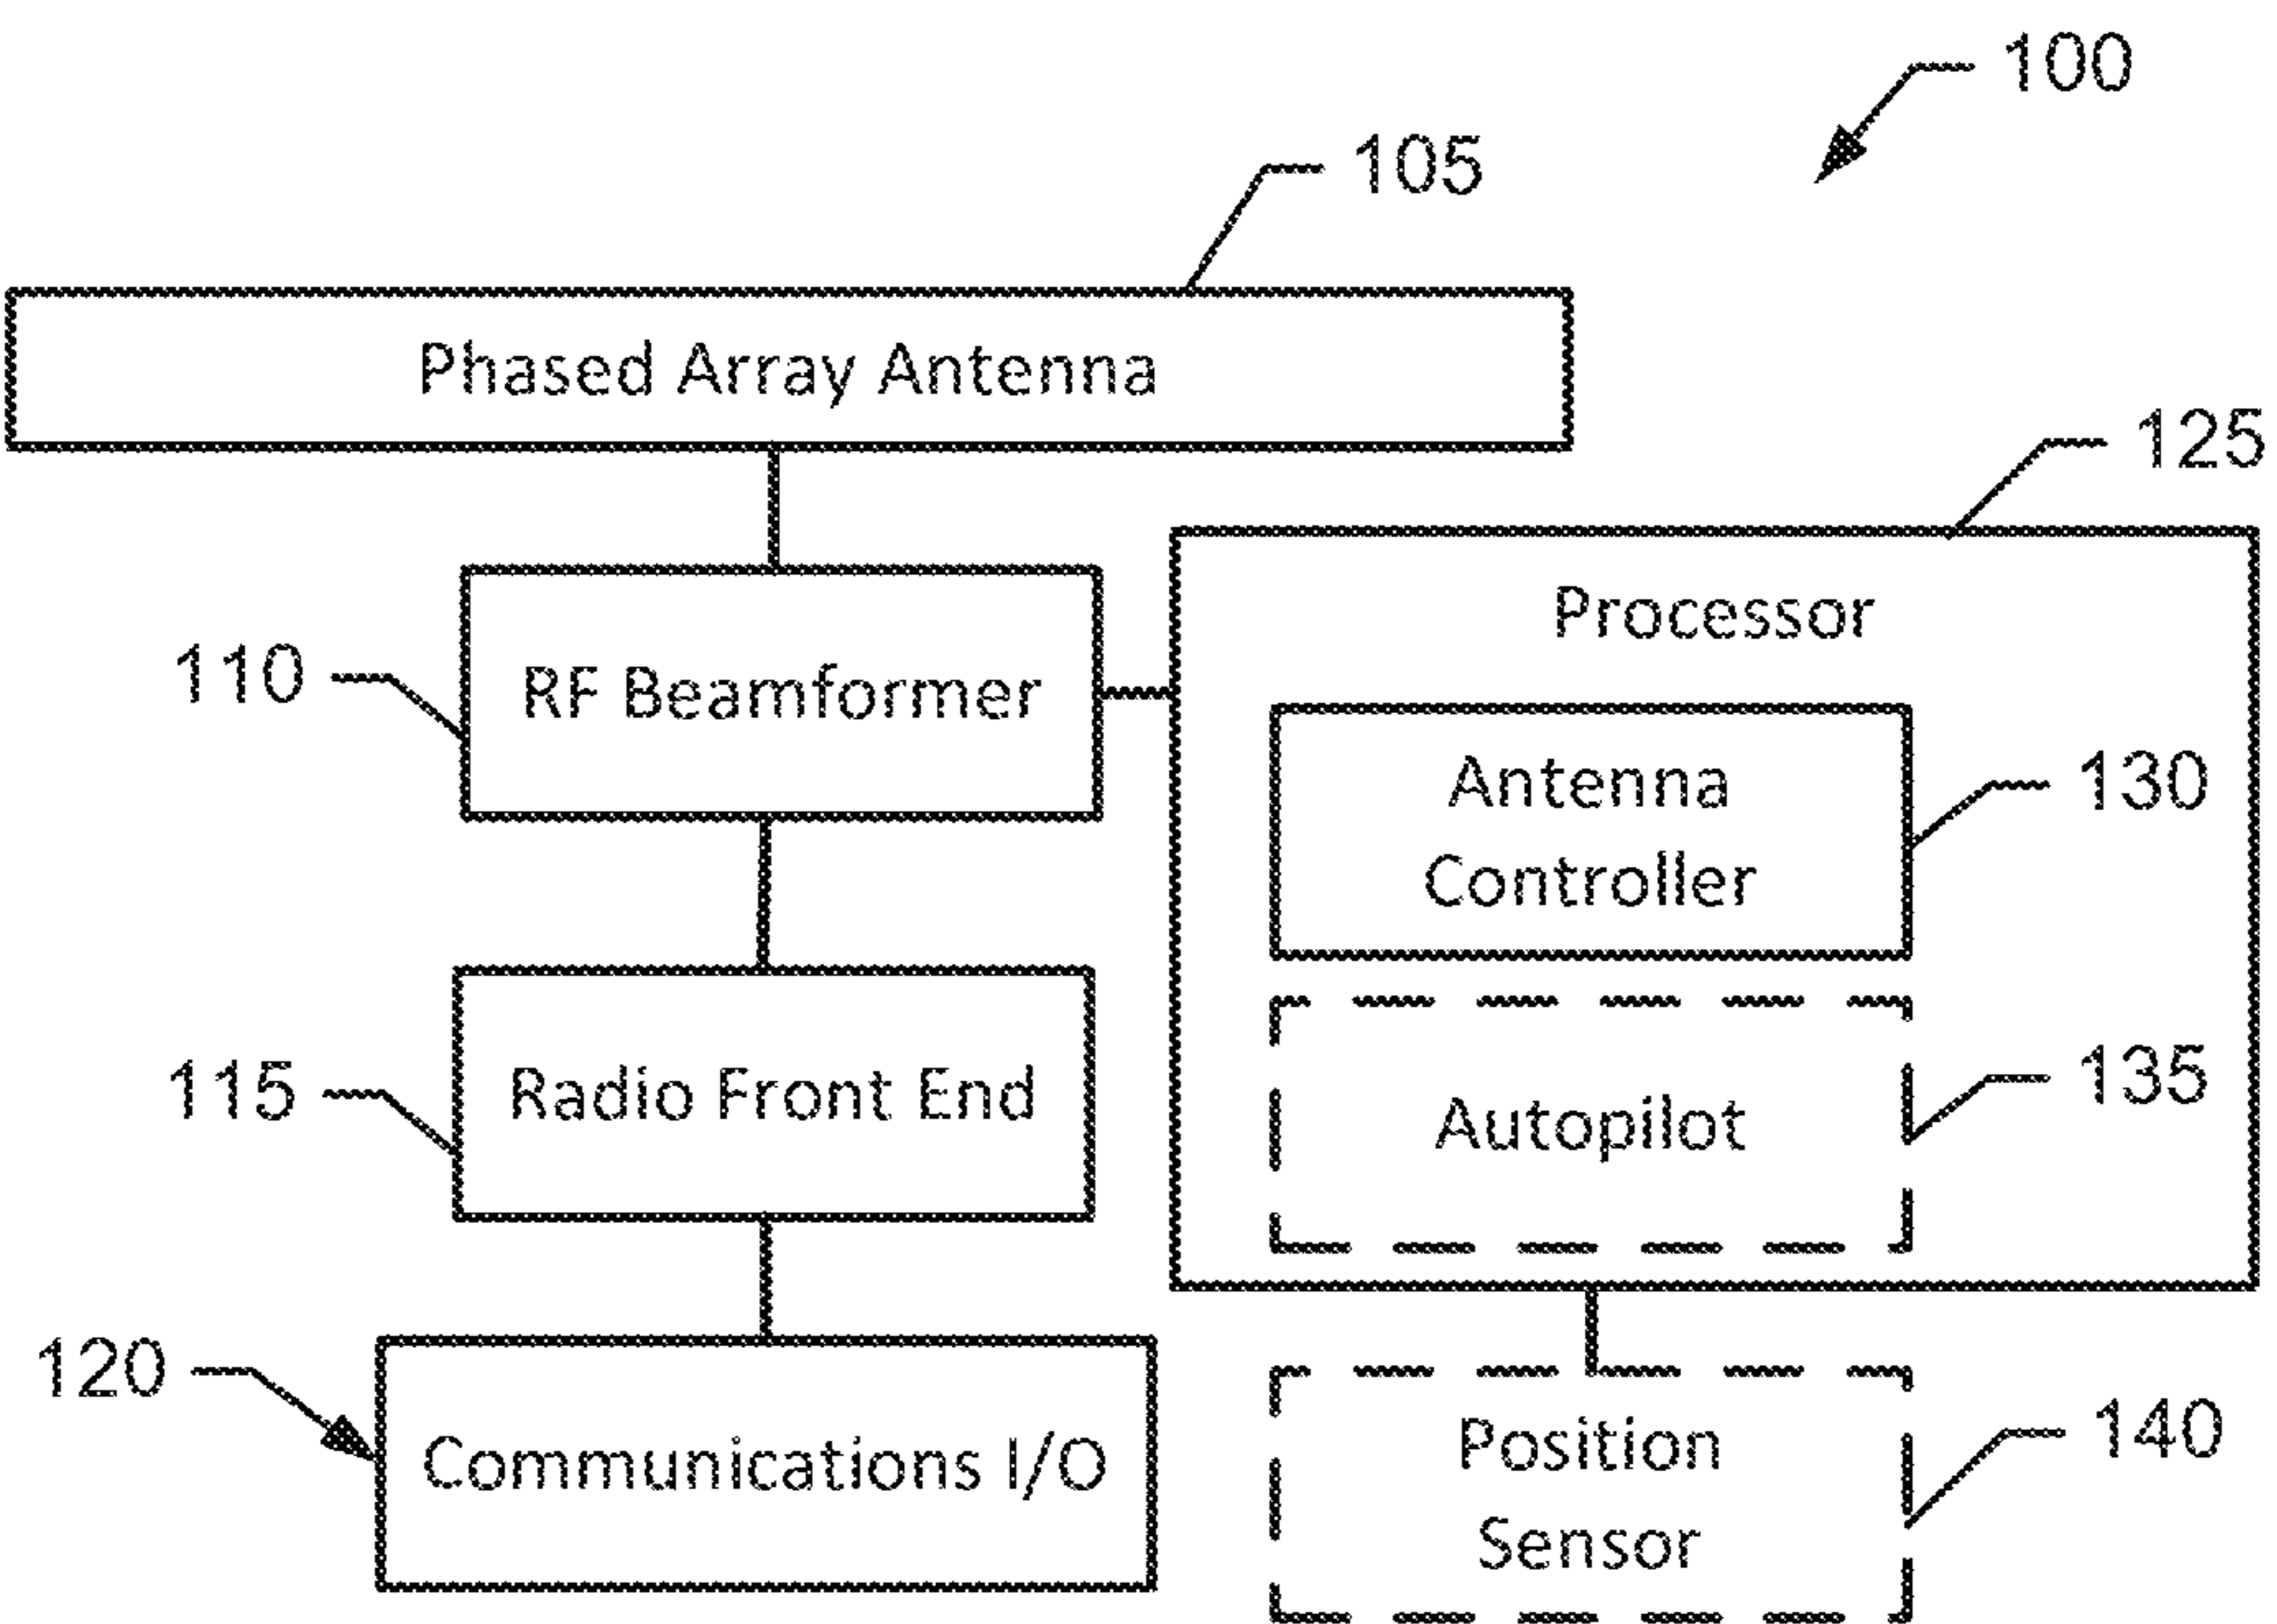 100
105
Phased Array Antenna
125
Processor
110
RF Beamformer
Antenna
Controller
130
115
Radio Front End
Autopilot
135
120
Communications I/O
Position
Sensor
140